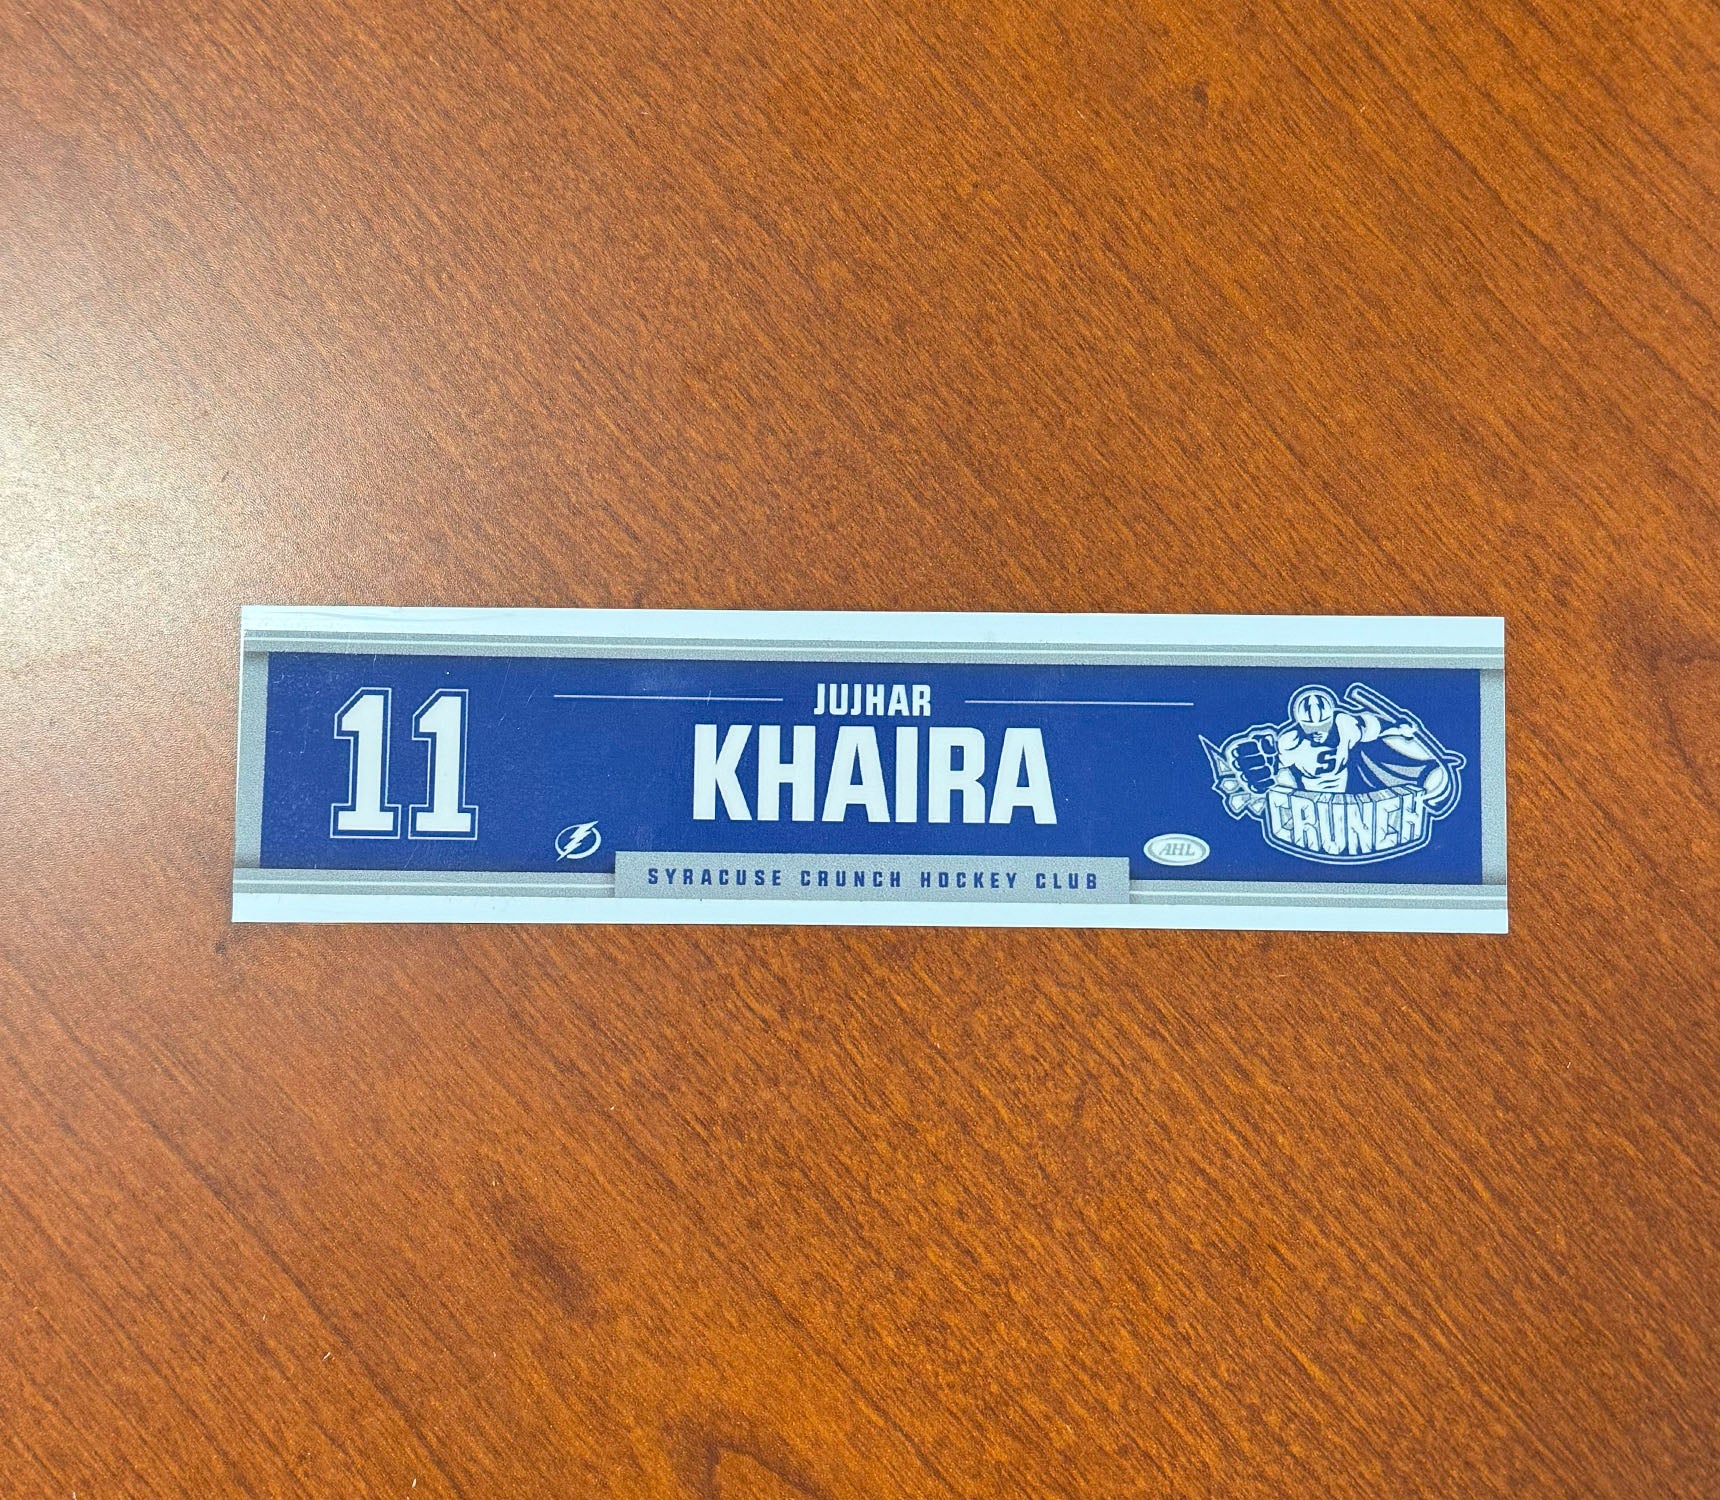 11
JUJHAR
KHAIRA
SYRACUSE CRUNCH HOCKEY CLUB
AHL
S
CRUNCH